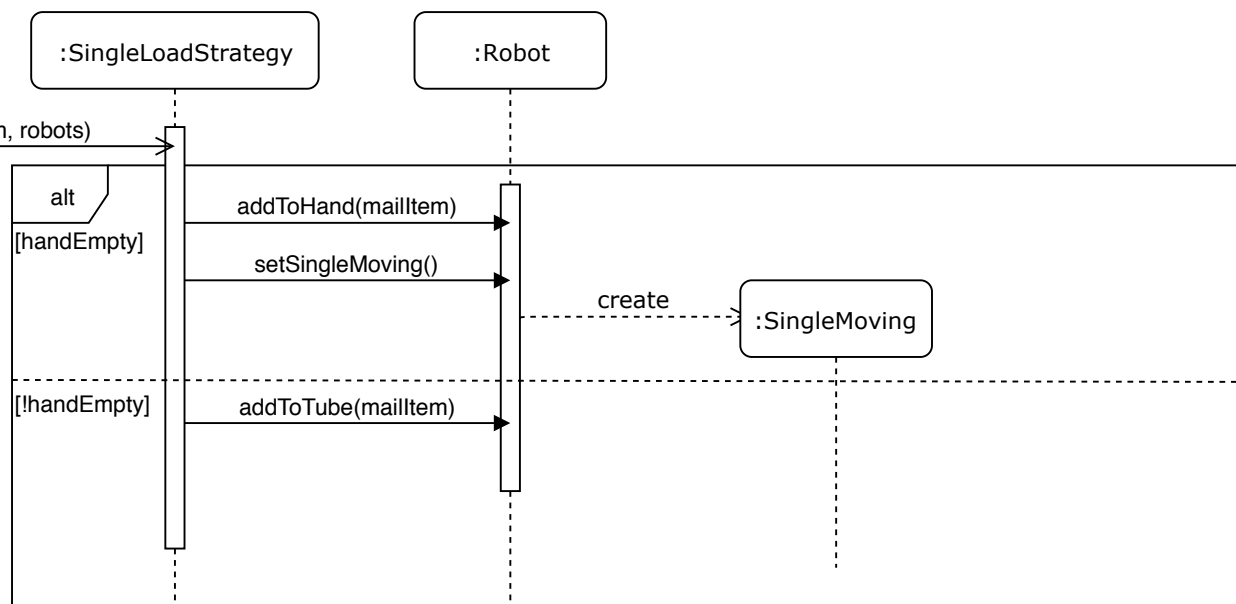 :SingleLoadStrategy
:Robot
, robots)
alt
addToHand(mailItem)
[handEmpty]
setSingleMoving()
create
:SingleMoving
[!handEmpty]
addToTube(mailItem)